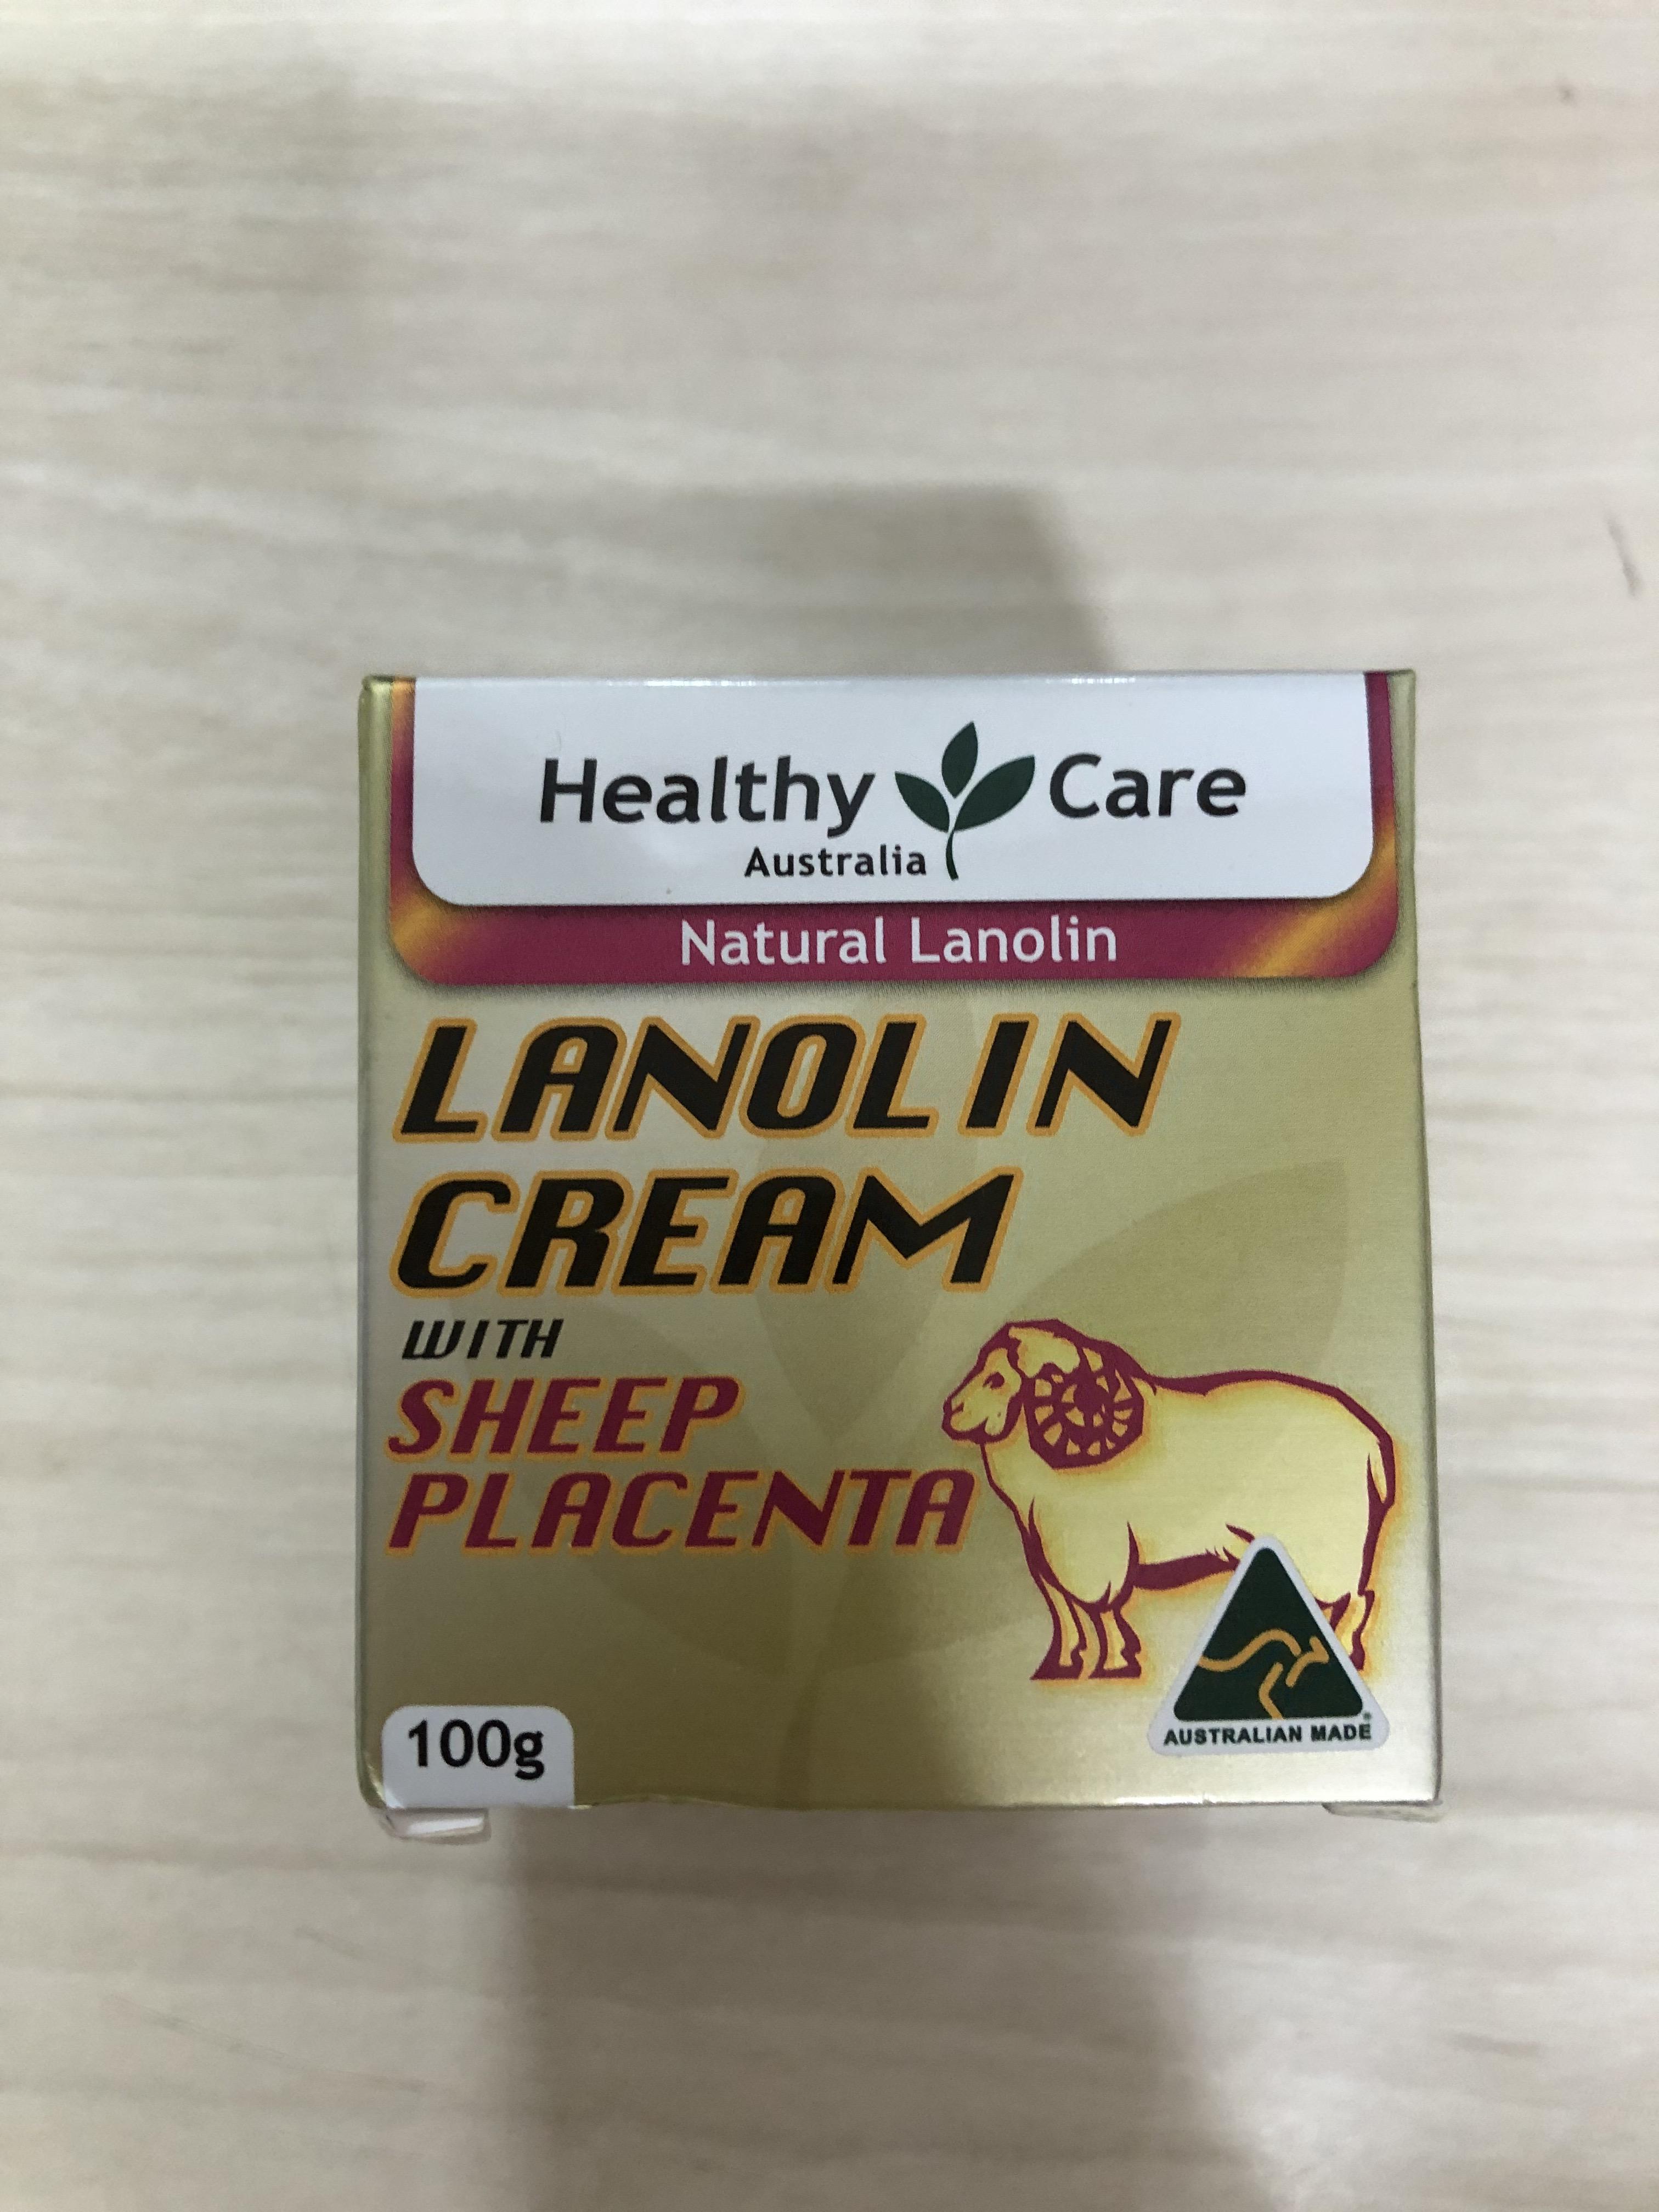 Healthy Care
Australia
Natural Lanolin
LANOLIN
CREAM
WITH
SHEEP
PLACENTA
100g
AUSTRALIAN MADE